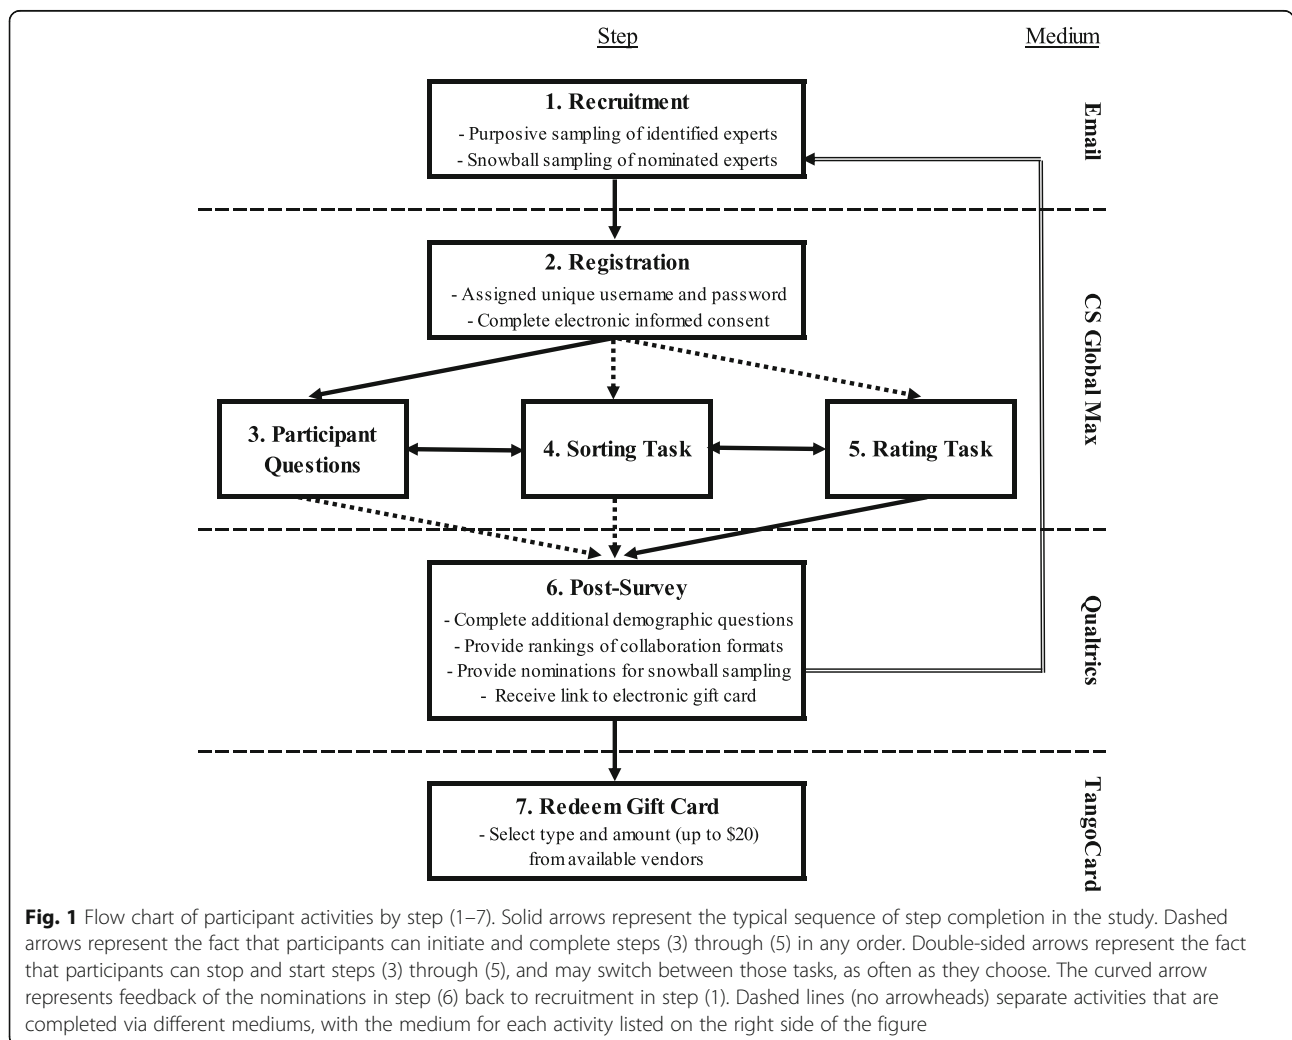 Step
Medium
1. Recruitment
- Purposive sampling of identified experts
- Snowball sampling of nominated experts
Email
2. Registration
- Assigned unique username and password
- Complete electronic informed consent
CS Global Max
3. Participant
Questions
4. Sorting Task
5. Rating Task
6. Post-Survey
- Complete additional demographic questions
- Provide rankings of collaboration formats
- Provide nominations for snowball sampling
- Receive link to electronic gift card
Qualtrics
7. Redeem Gift Card
- Select type and amount (up to $20)
from available vendors
TangoCard
Fig. 1 Flow chart of participant activities by step (1–7). Solid arrows represent the typical sequence of step completion in the study. Dashed
arrows represent the fact that participants can initiate and complete steps (3) through (5) in any order. Double-sided arrows represent the fact
that participants can stop and start steps (3) through (5), and may switch between those tasks, as often as they choose. The curved arrow
represents feedback of the nominations in step (6) back to recruitment in step (1). Dashed lines (no arrowheads) separate activities that are
completed via different mediums, with the medium for each activity listed on the right side of the figure